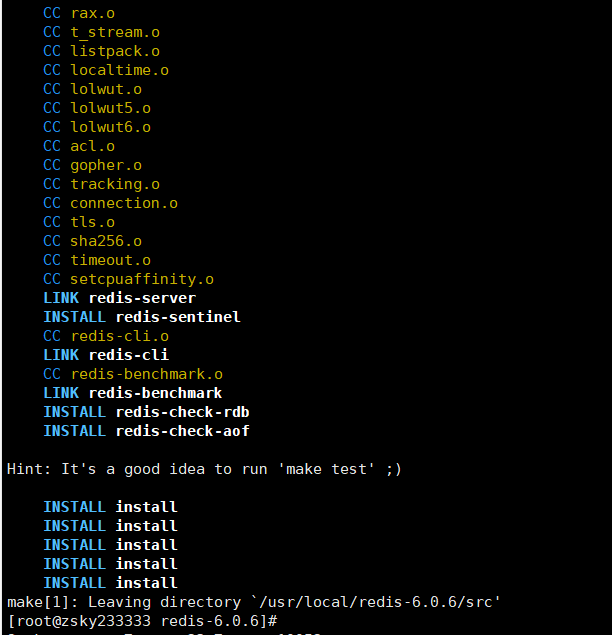 CC rax.o
CC t_stream.o
CC listpack.o
CC localtime.o
CC lolwut.o
CC lolwut5.o
CC lolwut6.o
CC acl.o
CC gopher.o
CC tracking.o
CC connection.o
CC tls.o
CC sha256.o
CC timeout.o
CC setcpuaffinity.o
LINK redis-server
INSTALL redis-sentinel
CC redis-cli.o
LINK redis-cli
CC redis-benchmark.o
LINK redis-benchmark
INSTALL redis-check-rdb
INSTALL redis-check-aof
Hint: It's a good idea to run 'make test' ;)
INSTALL install
INSTALL install
INSTALL install
INSTALL install
INSTALL install
make[1]: Leaving directory `/usr/local/redis-6.0.6/src'
[root@zsky233333 redis-6.0.6]#